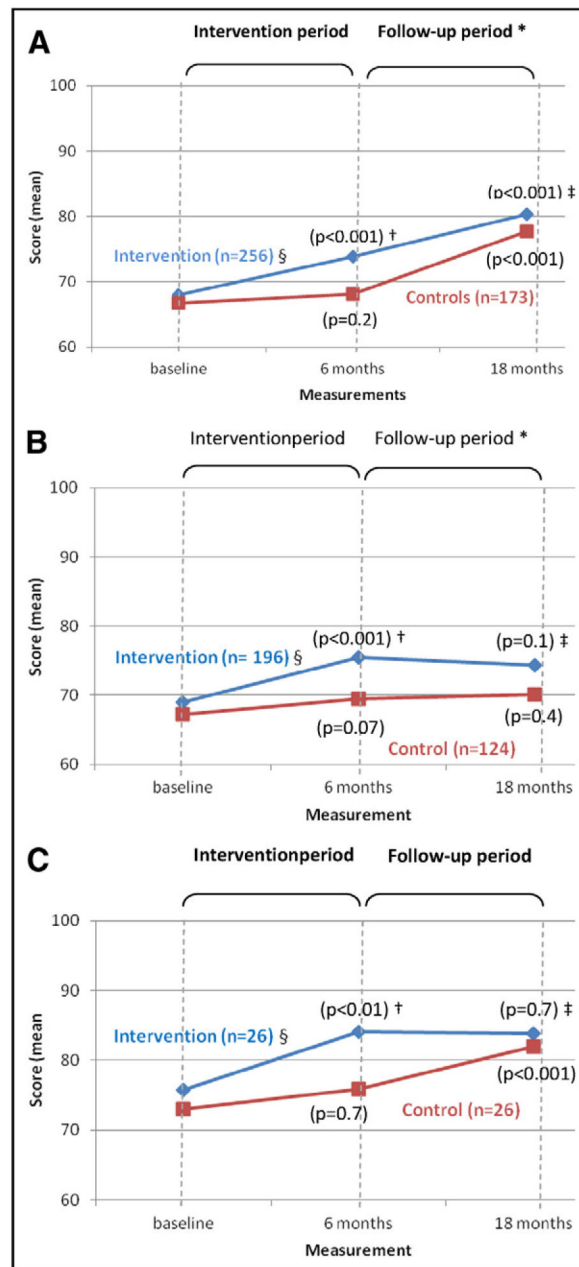 A
Intervention period Follow-up period *
100
90
(p<0.001) ‡
80
(p<0.001) †
Intervention (n=256) §
(p<0.001)
70
Controls (n=173)
(p=0.2)
60
Score (mean)
baseline 6 months 18 months
Measurements
B
Interventionperiod Follow-up period *
100
90
80
(p<0.001) † (p=0.1) ‡
Intervention (n= 196) §
70
(p=0.07) (p=0.4)
Control (n=124)
60
Score (mean)
baseline 6 months 18 months
Measurement
C
Interventionperiod Follow-up period
100
90
(p<0.01) † (p=0.7) ‡
Intervention (n=26) §
80
(p<0.001)
(p=0.7) Control (n=26)
70
60
Score (mean
baseline 6 months 18 months
Measurement